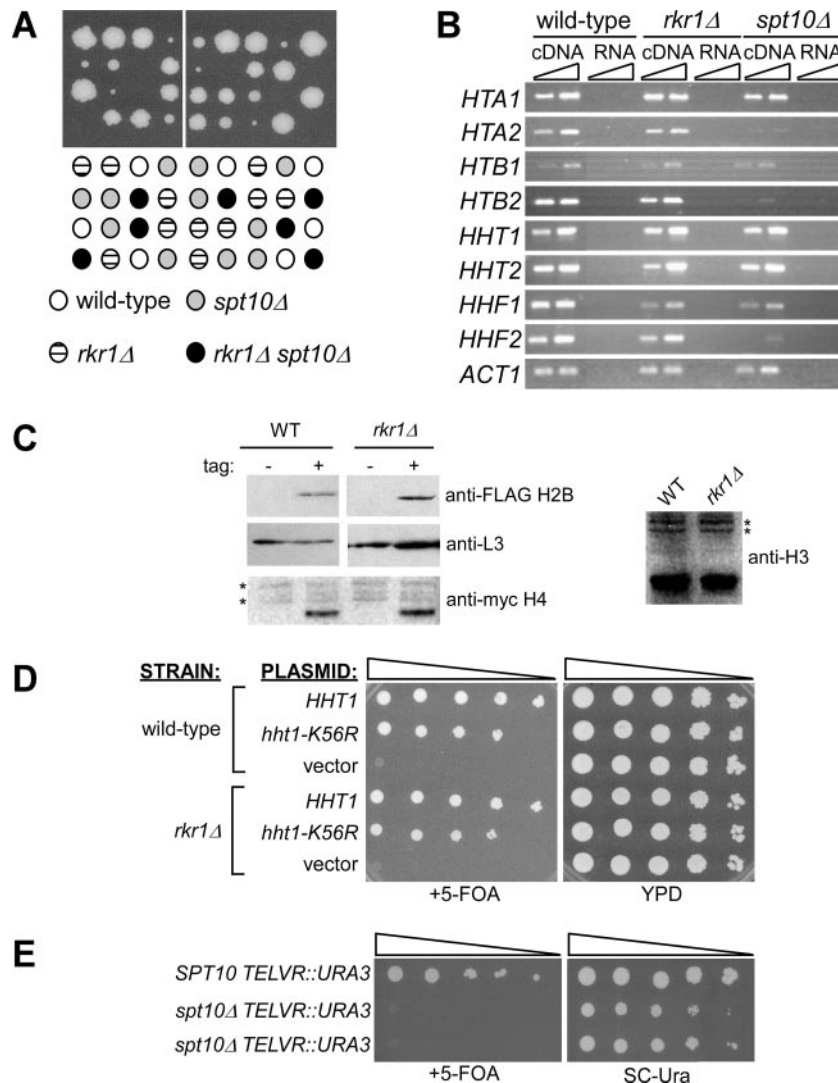 A
wild-type
spt10Δ
rkr1Δ
rkr1Δ spt10Δ
B
wild-type rkr1Δ spt10Δ
cDNA RNA cDNA RNA cDNA RNA
HTA1
HTA2
HTB1
HTB2
HHT1
HHT2
HHF1
HHF2
ACT1
C
WT rkr1Δ
tag: - + - +
anti-FLAG H2B
anti-L3
* anti-myc H4
*
WT rkr1Δ
*
*
anti-H3
D
STRAIN: PLASMID:
wild-type
HHT1
hht1-K56R
vector
rkr1Δ
HHT1
hht1-K56R
vector
+5-FOA YPD
E
SPT10 TELVR::URA3
spt10Δ TELVR::URA3
spt10Δ TELVR::URA3
+5-FOA SC-Ura